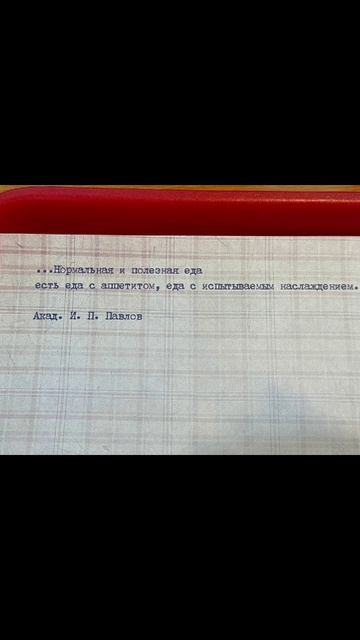 ...Нормальная и полезная еда
есть еда с аппетитом, еда с испытываемым наслаждением.
Акад. И. П. Павлов